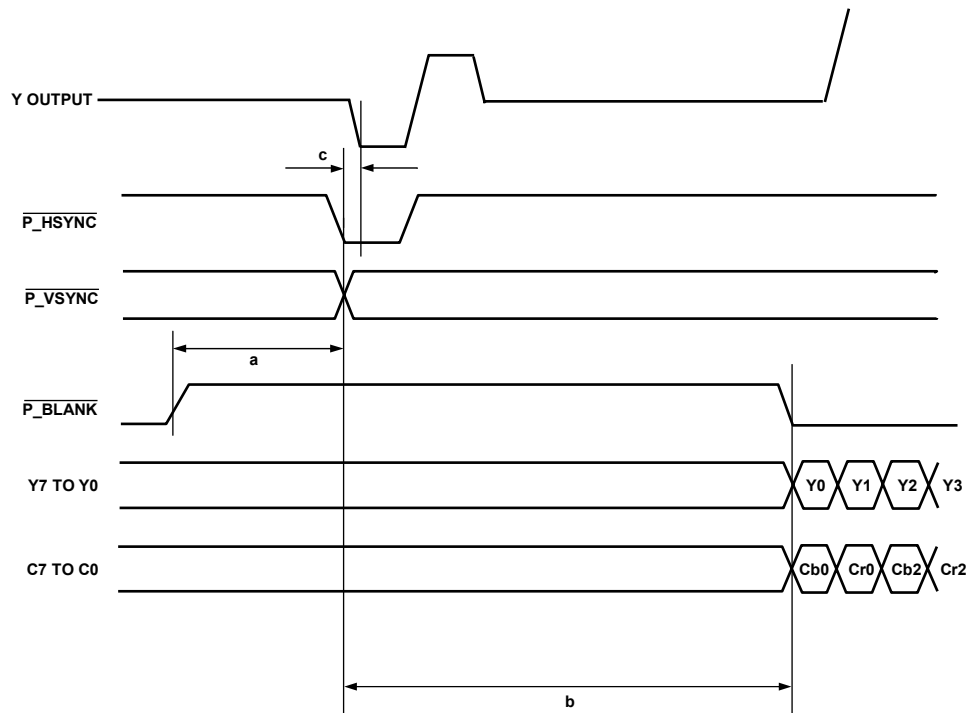 Y OUTPUT
c
P_HSYNC
P_VSYNC
a
P_BLANK
Y7 TO Y0 Y0 Y1 Y2 Y3
C7 TO C0 Cb0 Cr0 Cb2 Cr2
b